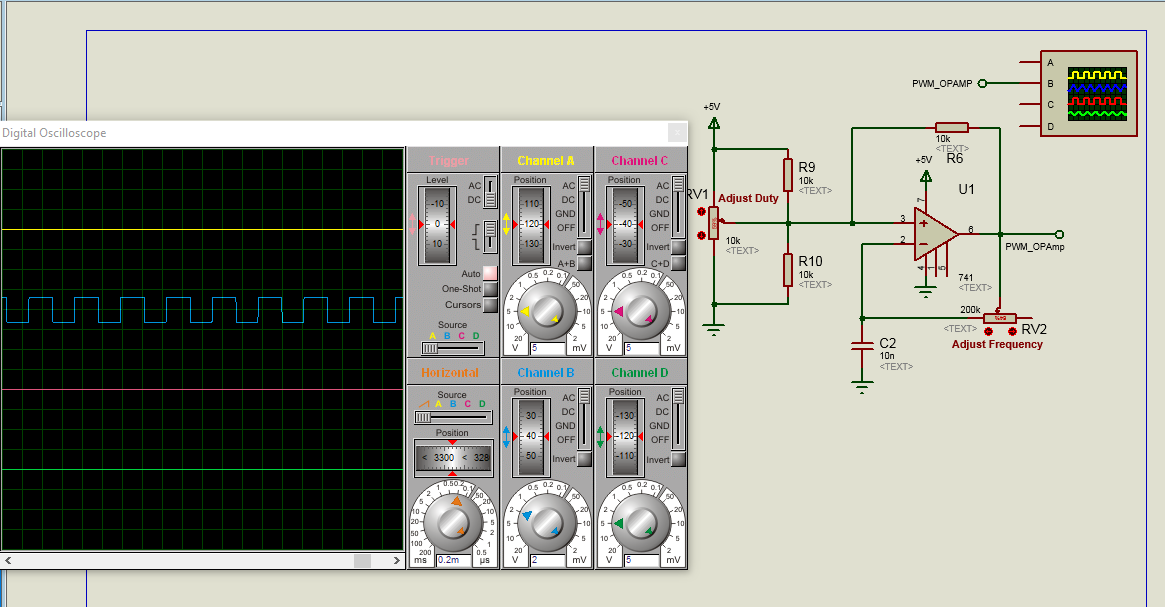 Digital Oscilloscope
Trigger
Level
-10
0
10
AC
DC
Auto
One-Shot
Cursors
Source
A B C D
Channel A
Position
110
120
130
AC
DC
GND
OFF
Invert
A+B
V
5
mV
Channel C
Position
-50
-40
-30
AC
DC
GND
OFF
Invert
C+D
V
5
mV
Horizontal
Source
A B C D
Position
< 3300 < 328
ms
0.2m
µs
Channel B
Position
30
40
50
AC
DC
GND
OFF
Invert
V
2
mV
Channel D
Position
-130
-120
-110
AC
DC
GND
OFF
Invert
V
5
mV
PWM_OPAMP
A
B
C
D
+5V
RV1
Adjust Duty
10k
<TEXT>
R9
10k
<TEXT>
R10
10k
<TEXT>
10k
<TEXT>
R6
+5V
U1
3
2
7
6
4
1
5
741
<TEXT>
PWM_OPAmp
200k
<TEXT>
RV2
Adjust Frequency
C2
10n
<TEXT>